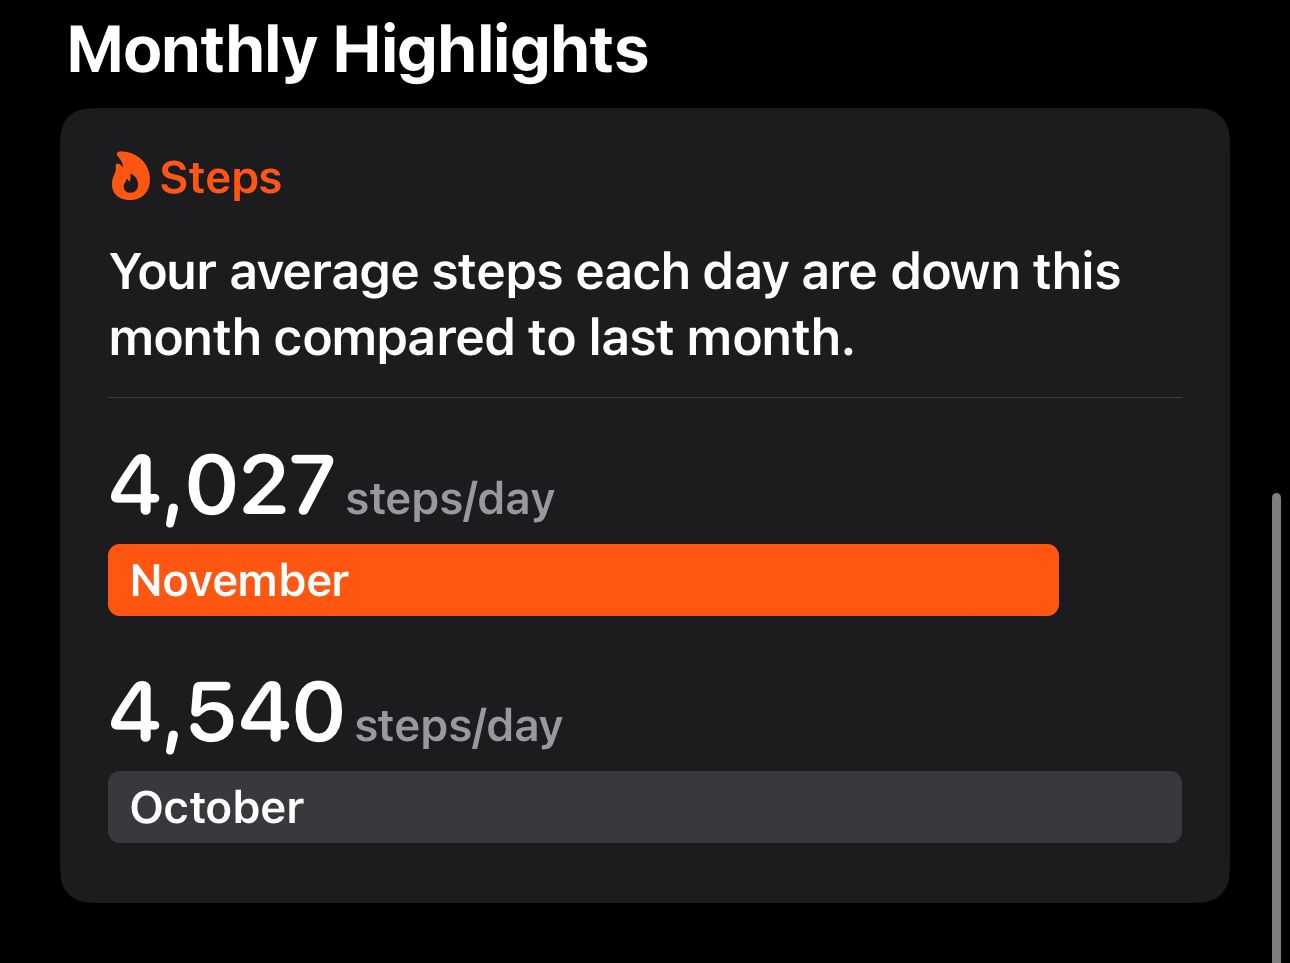 Monthly Highlights
Steps
Your average steps each day are down this
month compared to last month.
4,027 steps/day
November
4,540 steps/day
October